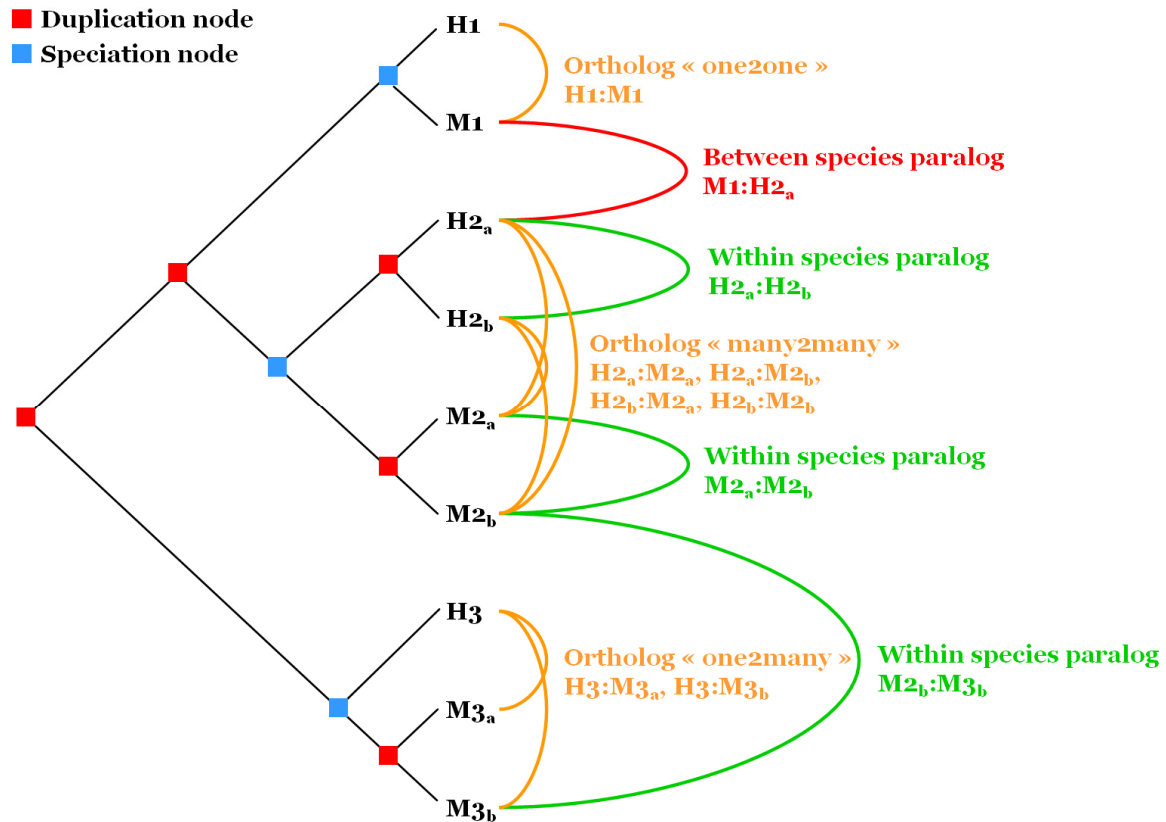 Duplication node
Speciation node
H1
Ortholog « one2one »
H1:M1
M1
Between species paralog
M1:H2a
H2a
Within species paralog
H2a:H2b
H2b
Ortholog « many2many »
H2a:M2a, H2a:M2b,
H2b:M2a, H2b:M2b
M2a
Within species paralog
M2a:M2b
M2b
H3
Ortholog « one2many »
H3:M3a, H3:M3b
Within species paralog
M2b:M3b
M3a
M3b